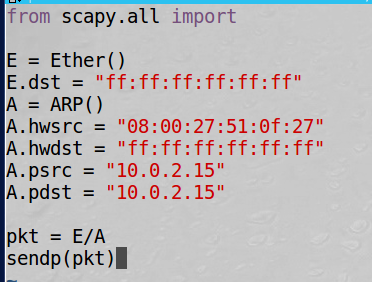 from scapy.all import
E = Ether()
E.dst = "ff:ff:ff:ff:ff:ff"
A = ARP()
A.hwsrc = "08:00:27:51:0f:27"
A.hwdst = "ff:ff:ff:ff:ff:ff"
A.psrc = "10.0.2.15"
A.pdst = "10.0.2.15"
pkt = E/A
sendp(pkt)
~